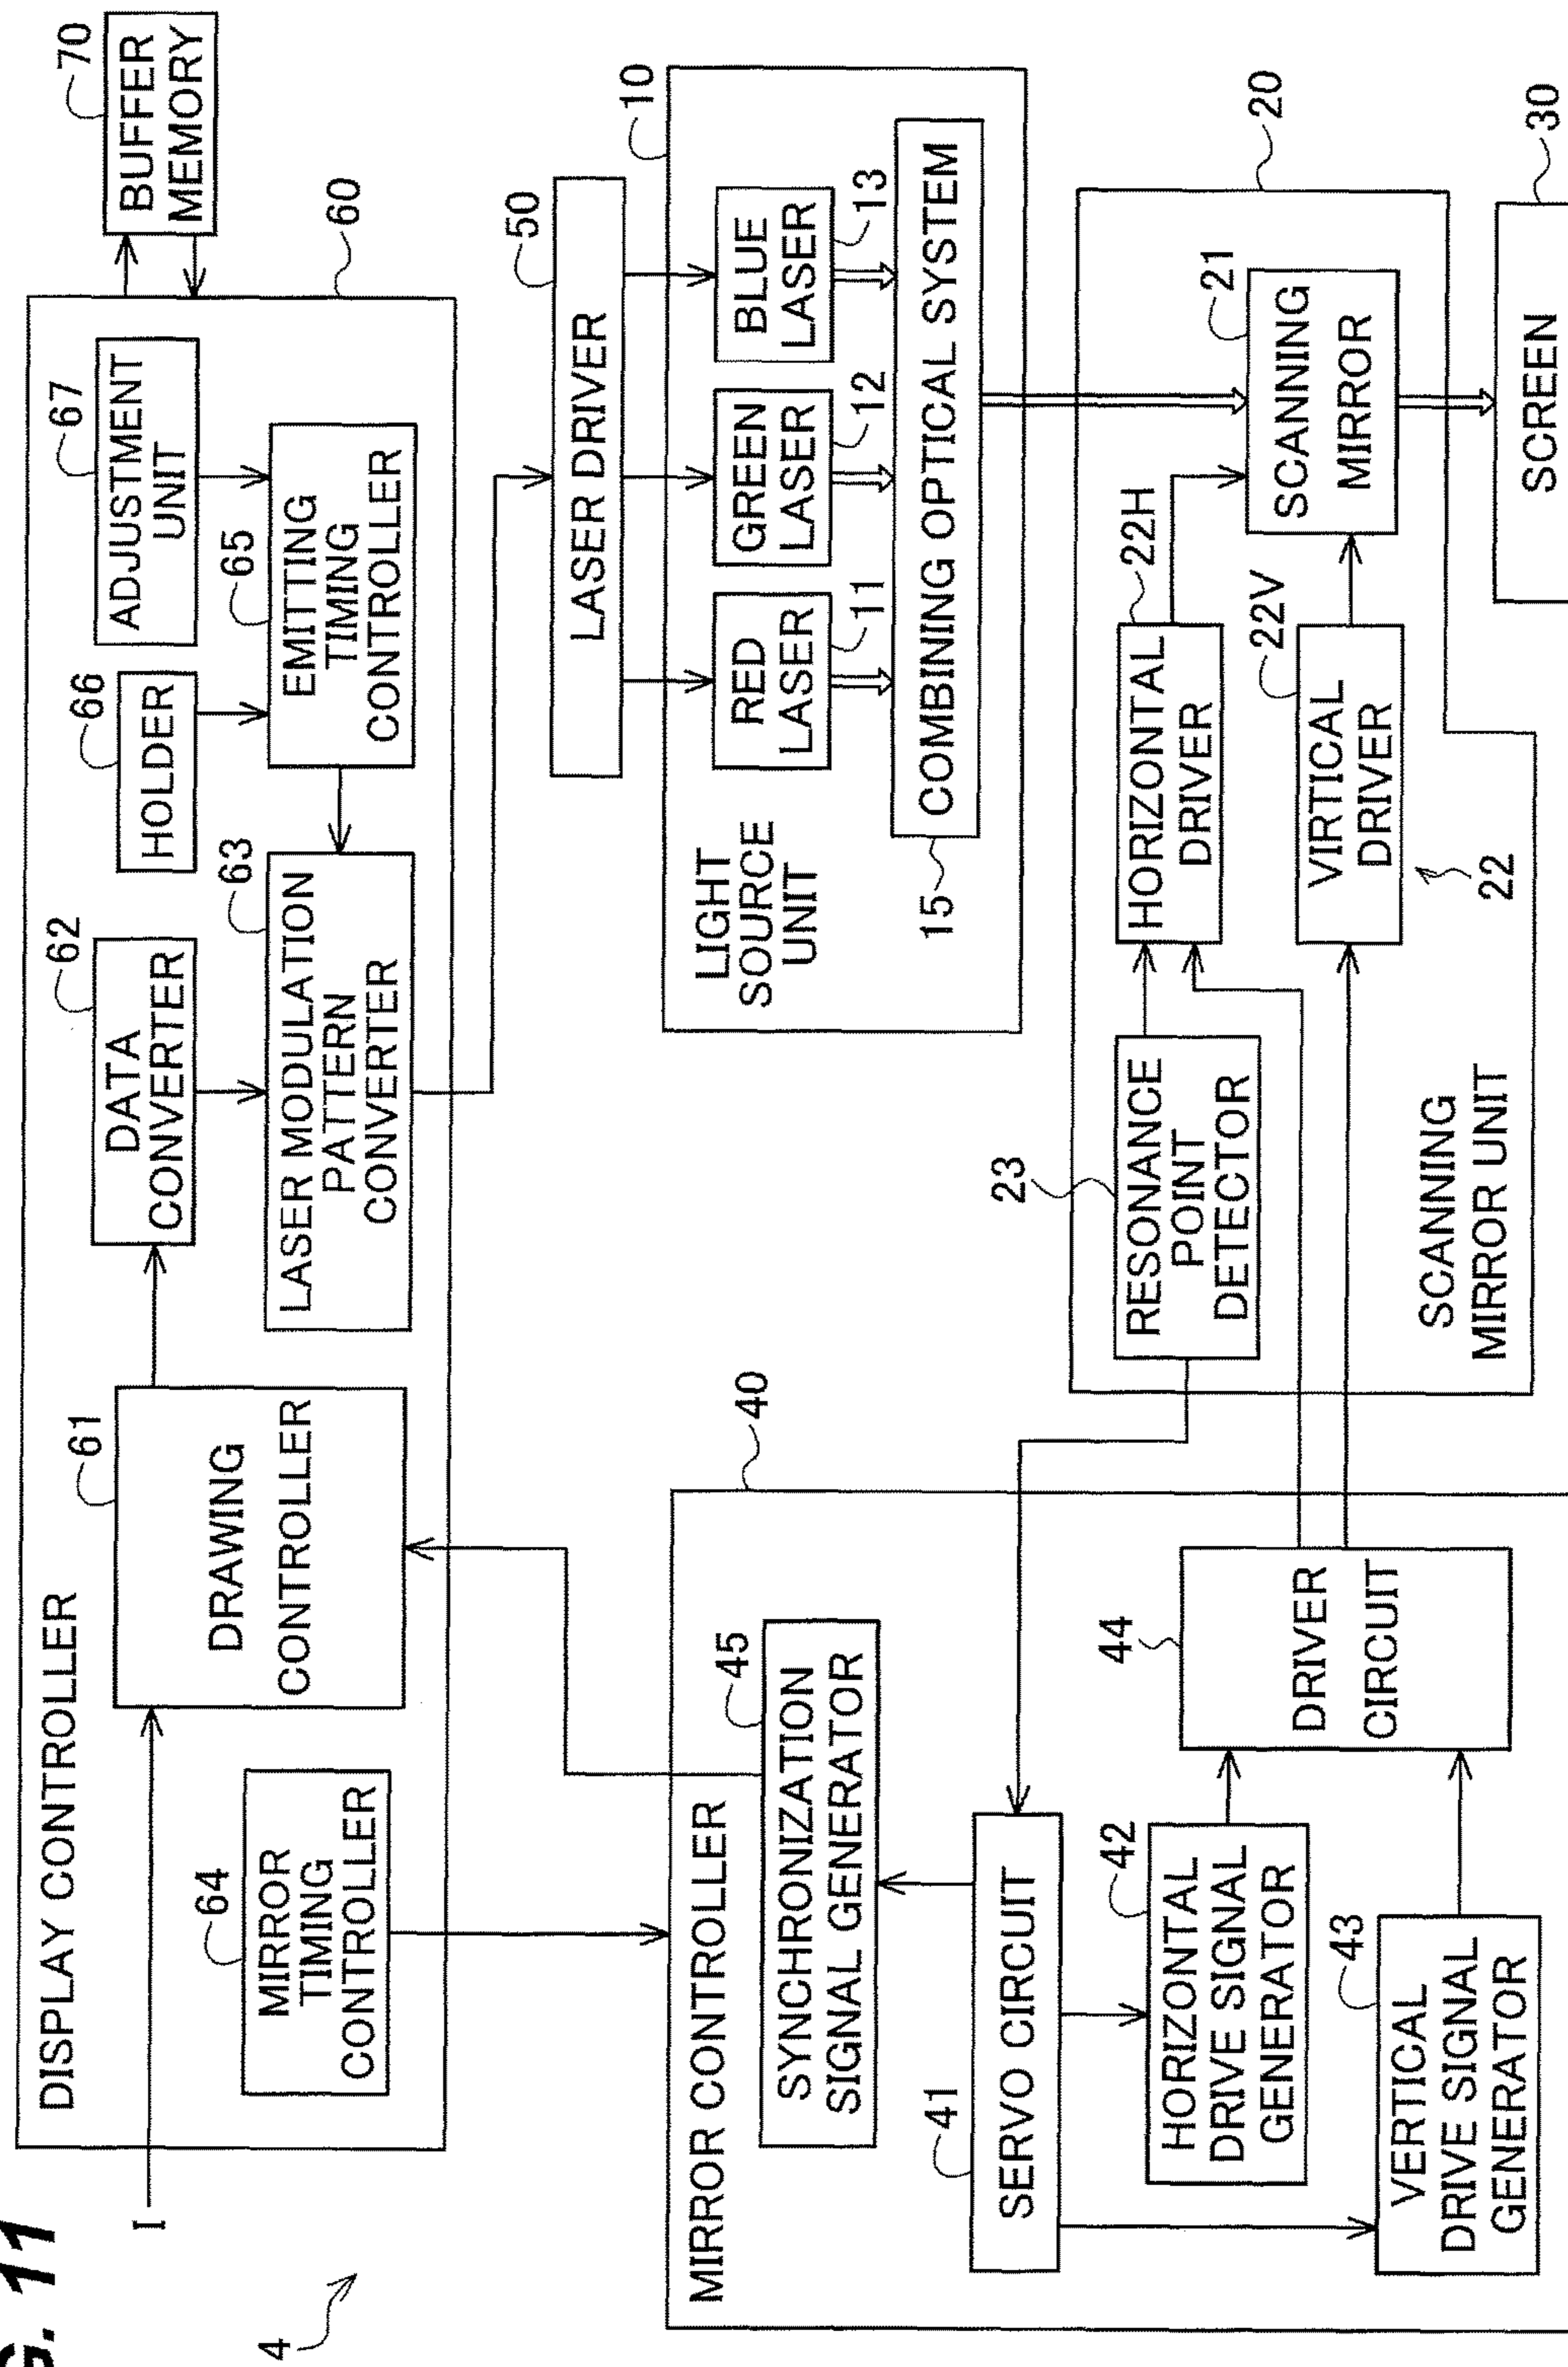 G. 11
4
I
DISPLAY CONTROLLER
60
70
BUFFER
MEMORY
64
MIRROR
TIMING
CONTROLLER
61
DRAWING
CONTROLLER
62
DATA
CONVERTER
66
HOLDER
67
ADJUSTMENT
UNIT
63
LASER MODULATION
PATTERN
CONVERTER
65
EMITTING
TIMING
CONTROLLER
50
LASER DRIVER
10
LIGHT
SOURCE
UNIT
RED
LASER
11
GREEN
LASER
12
BLUE
LASER
13
15
COMBINING OPTICAL SYSTEM
MIRROR CONTROLLER
40
45
SYNCHRONIZATION
SIGNAL GENERATOR
41
SERVO CIRCUIT
42
HORIZONTAL
DRIVE SIGNAL
GENERATOR
43
VERTICAL
DRIVE SIGNAL
GENERATOR
44
DRIVER
CIRCUIT
20
23
RESONANCE
POINT
DETECTOR
22H
HORIZONTAL
DRIVER
22V
VIRTICAL
DRIVER
22
21
SCANNING
MIRROR
SCANNING
MIRROR UNIT
30
SCREEN